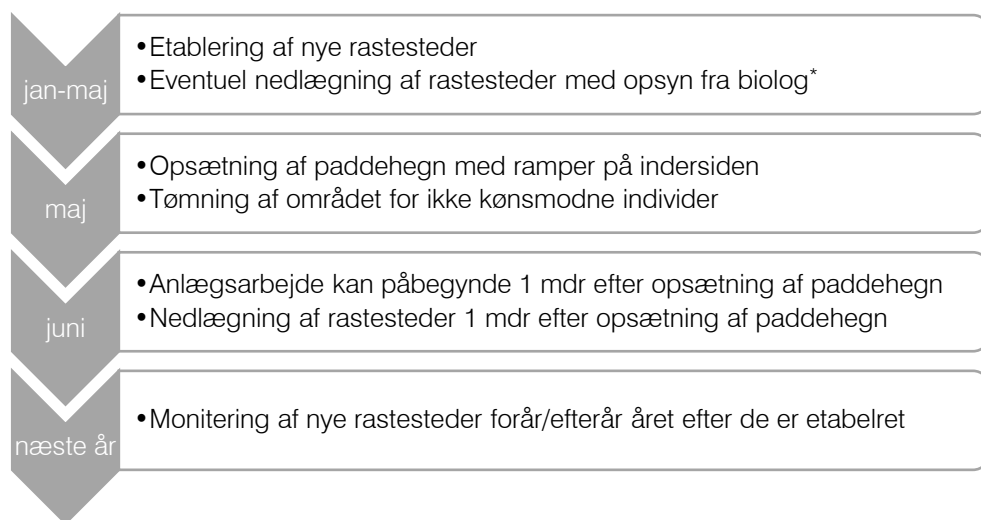 jan-maj
•Etablering af nye rastesteder
•Eventuel nedlægning af rastesteder med opsyn fra biolog*
maj
•Opsætning af paddehegn med ramper på indersiden
•Tømning af området for ikke kønsmodne individer
juni
•Anlægsarbejde kan påbegynde 1 mdr efter opsætning af paddehegn
•Nedlægning af rastesteder 1 mdr efter opsætning af paddehegn
næste år
•Monitering af nye rastesteder forår/efterår året efter de er etabelret